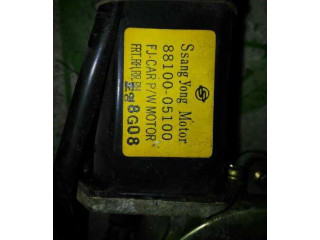 Ssang Yong Motor
88100-05100
FJ-CAR P/W MOTOR
8G08